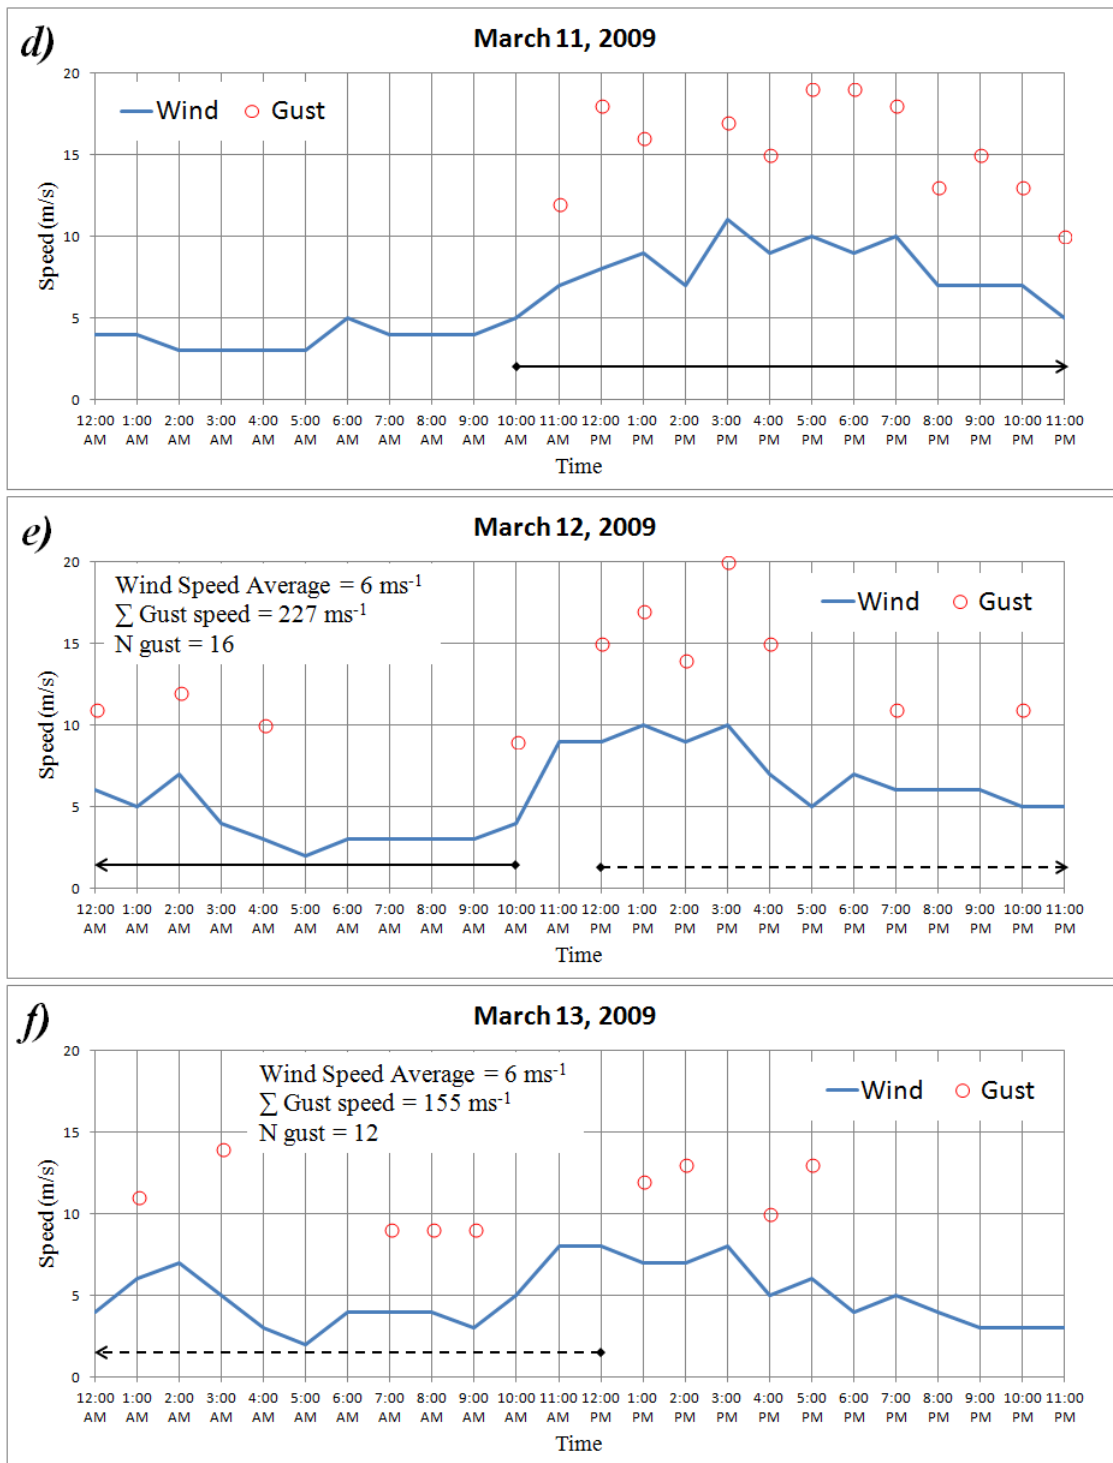 d)
March 11, 2009
Wind Gust
20
15
10
5
0
Speed (m/s)
12:00 1:00 2:00 3:00 4:00 5:00 6:00 7:00 8:00 9:00 10:00 11:00 12:00 1:00 2:00 3:00 4:00 5:00 6:00 7:00 8:00 9:00 10:00 11:00
AM AM AM AM AM AM AM AM AM AM AM AM PM PM PM PM PM PM PM PM PM PM PM PM
Time
e)
March 12, 2009
Wind Speed Average = 6 ms⁻¹
∑ Gust speed = 227 ms⁻¹
N gust = 16
Wind Gust
20
15
10
5
0
Speed (m/s)
12:00 1:00 2:00 3:00 4:00 5:00 6:00 7:00 8:00 9:00 10:00 11:00 12:00 1:00 2:00 3:00 4:00 5:00 6:00 7:00 8:00 9:00 10:00 11:00
AM AM AM AM AM AM AM AM AM AM AM AM PM PM PM PM PM PM PM PM PM PM PM PM
Time
f)
March 13, 2009
Wind Speed Average = 6 ms⁻¹
∑ Gust speed = 155 ms⁻¹
N gust = 12
Wind Gust
20
15
10
5
0
Speed (m/s)
12:00 1:00 2:00 3:00 4:00 5:00 6:00 7:00 8:00 9:00 10:00 11:00 12:00 1:00 2:00 3:00 4:00 5:00 6:00 7:00 8:00 9:00 10:00 11:00
AM AM AM AM AM AM AM AM AM AM AM AM PM PM PM PM PM PM PM PM PM PM PM PM
Time